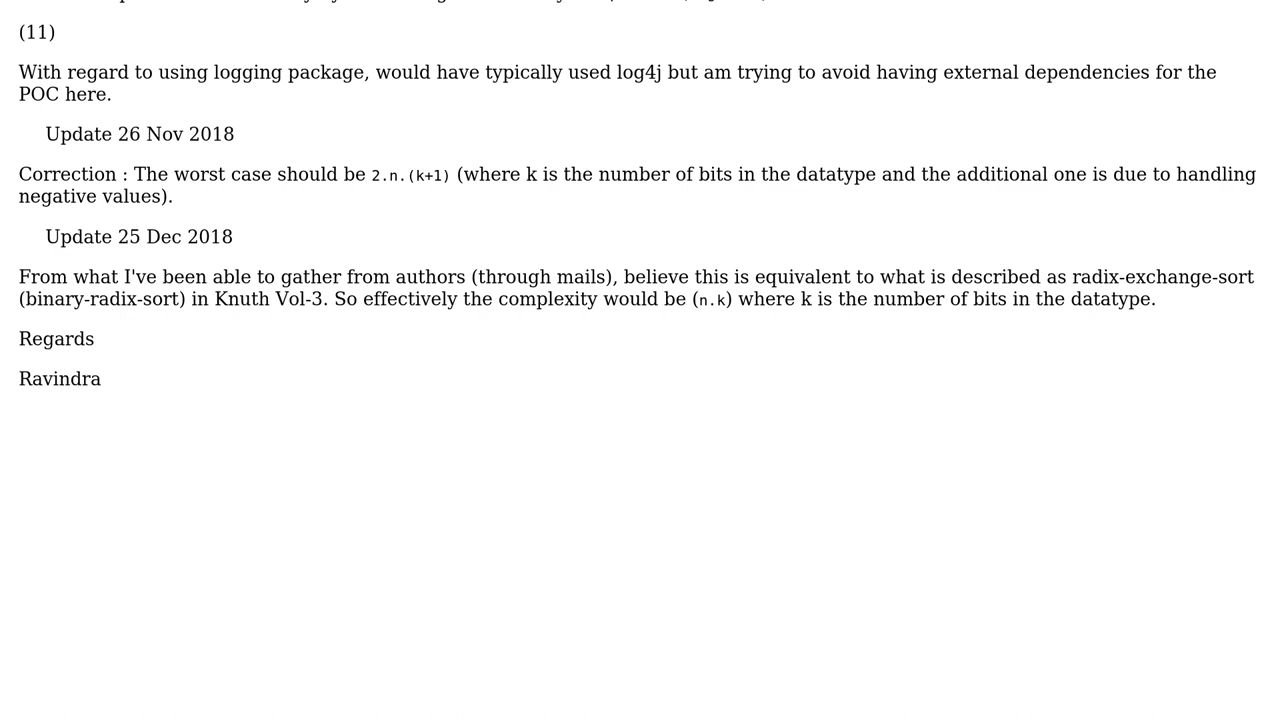 (11)
With regard to using logging package, would have typically used log4j but am trying to avoid having external dependencies for the
POC here.
Update 26 Nov 2018
Correction : The worst case should be 2.n.(k+1) (where k is the number of bits in the datatype and the additional one is due to handling
negative values).
Update 25 Dec 2018
From what I've been able to gather from authors (through mails), believe this is equivalent to what is described as radix-exchange-sort
(binary-radix-sort) in Knuth Vol-3. So effectively the complexity would be (n.k) where k is the number of bits in the datatype.
Regards
Ravindra